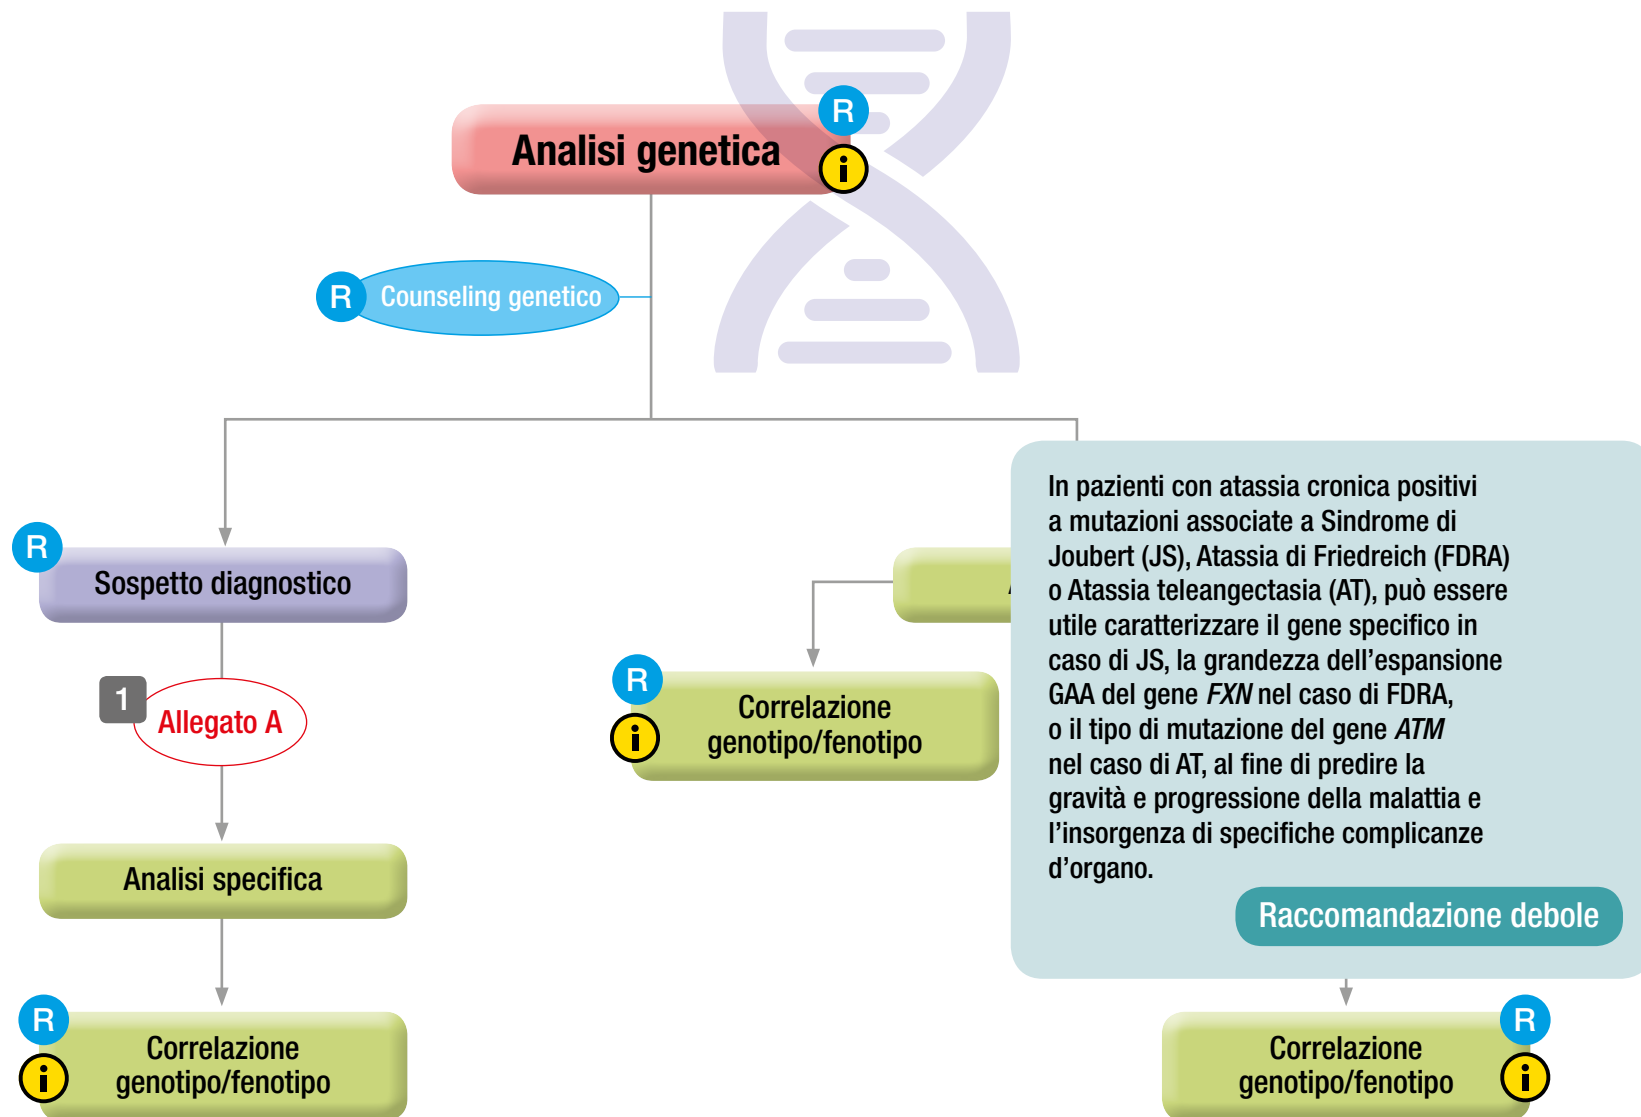 Analisi genetica
R
i
R
Counseling genetico
R
Sospetto diagnostico
1
Allegato A
Analisi specifica
R
i
Correlazione
genotipo/fenotipo
R
i
Correlazione
genotipo/fenotipo
In pazienti con atassia cronica positivi
a mutazioni associate a Sindrome di
Joubert (JS), Atassia di Friedreich (FDRA)
o Atassia teleangectasia (AT), può essere
utile caratterizzare il gene specifico in
caso di JS, la grandezza dell’espansione
GAA del gene FXN nel caso di FDRA,
o il tipo di mutazione del gene ATM
nel caso di AT, al fine di predire la
gravità e progressione della malattia e
l’insorgenza di specifiche complicanze
d’organo.
Raccomandazione debole
R
i
Correlazione
genotipo/fenotipo